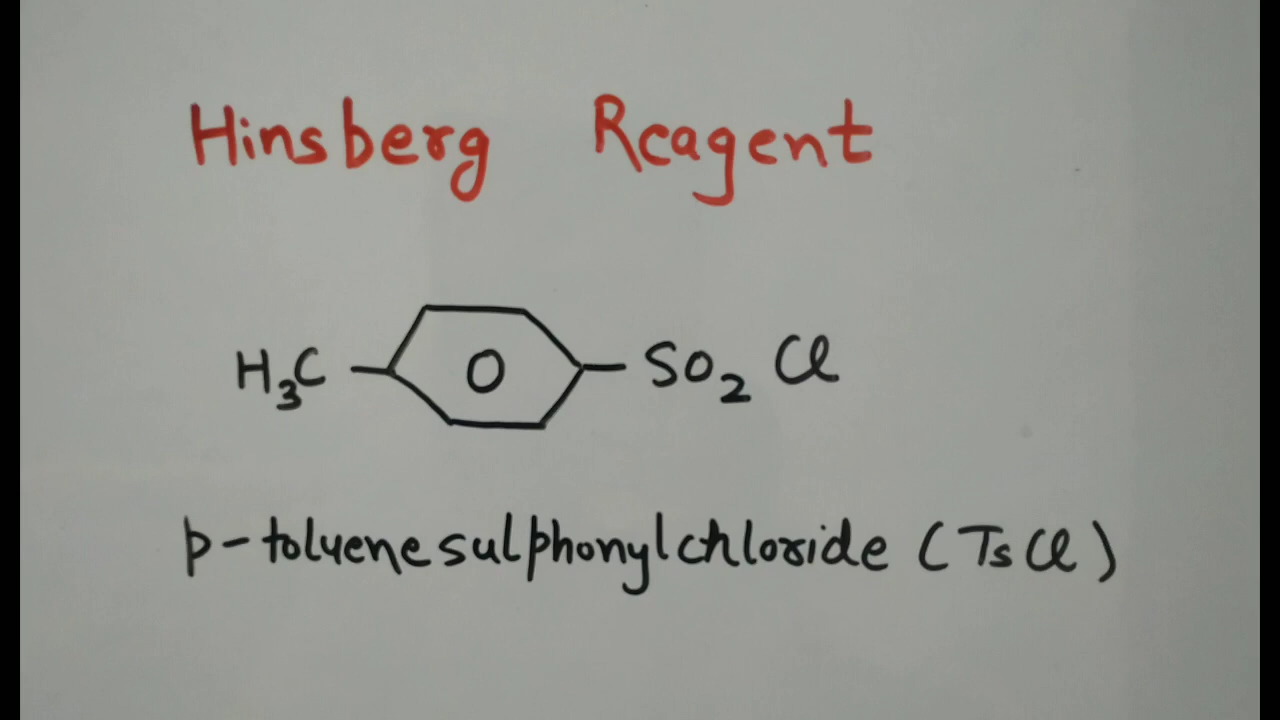 Hinsberg Reagent
H₃C SO₂ Cl
p-toluenesulphonylchloride (TsCl)